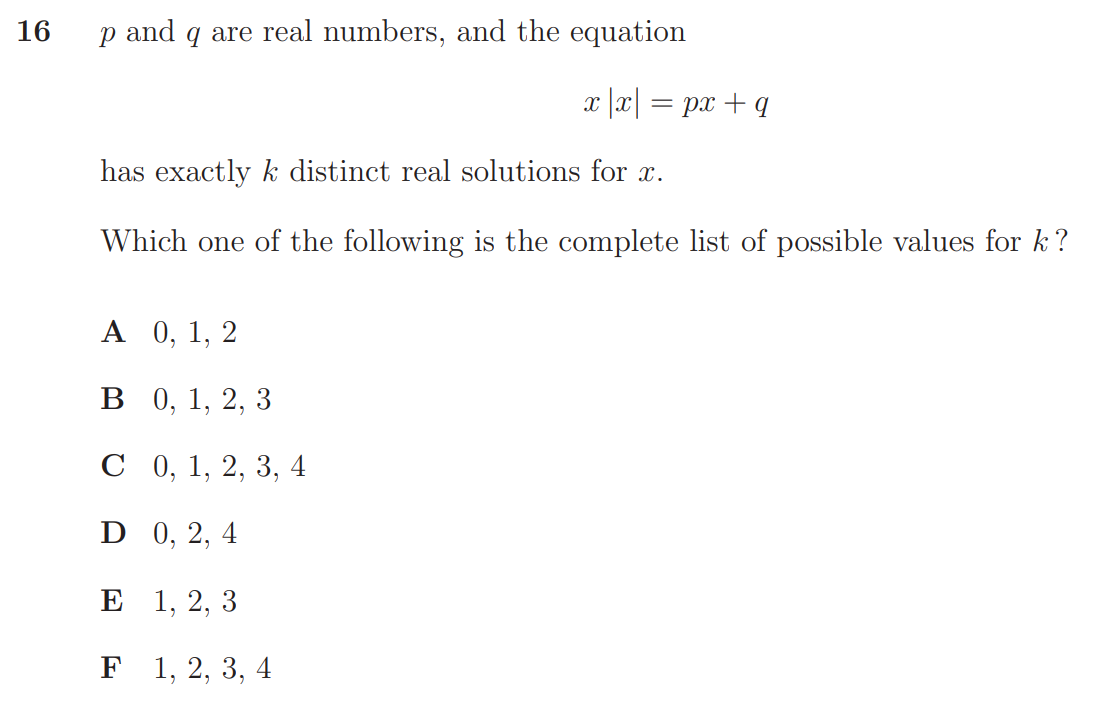 16 p and q are real numbers, and the equation
x |x| = px + q
has exactly k distinct real solutions for x.
Which one of the following is the complete list of possible values for k ?
A 0, 1, 2
B 0, 1, 2, 3
C 0, 1, 2, 3, 4
D 0, 2, 4
E 1, 2, 3
F 1, 2, 3, 4